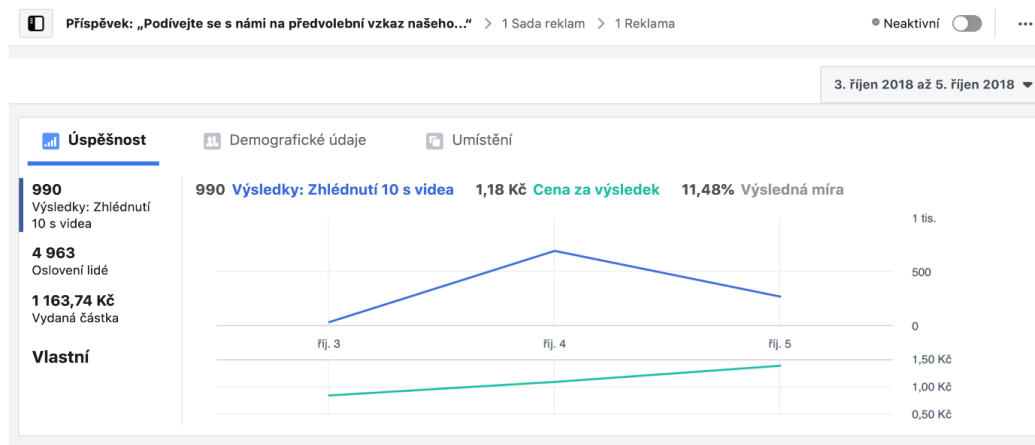 Příspěvek: „Podívejte se s námi na předvolební vzkaz našeho...“ > 1 Sada reklam > 1 Reklama
Neaktivní
3. říjen 2018 až 5. říjen 2018
Úspěšnost
Demografické údaje
Umístění
990
Výsledky: Zhlédnutí
10 s videa
4 963
Oslovení lidé
1 163,74 Kč
Vydaná částka
Vlastní
990 Výsledky: Zhlédnutí 10 s videa 1,18 Kč Cena za výsledek 11,48% Výsledná míra
1 tis.
500
0
říj. 3
říj. 4
říj. 5
1,50 Kč
1,00 Kč
0,50 Kč